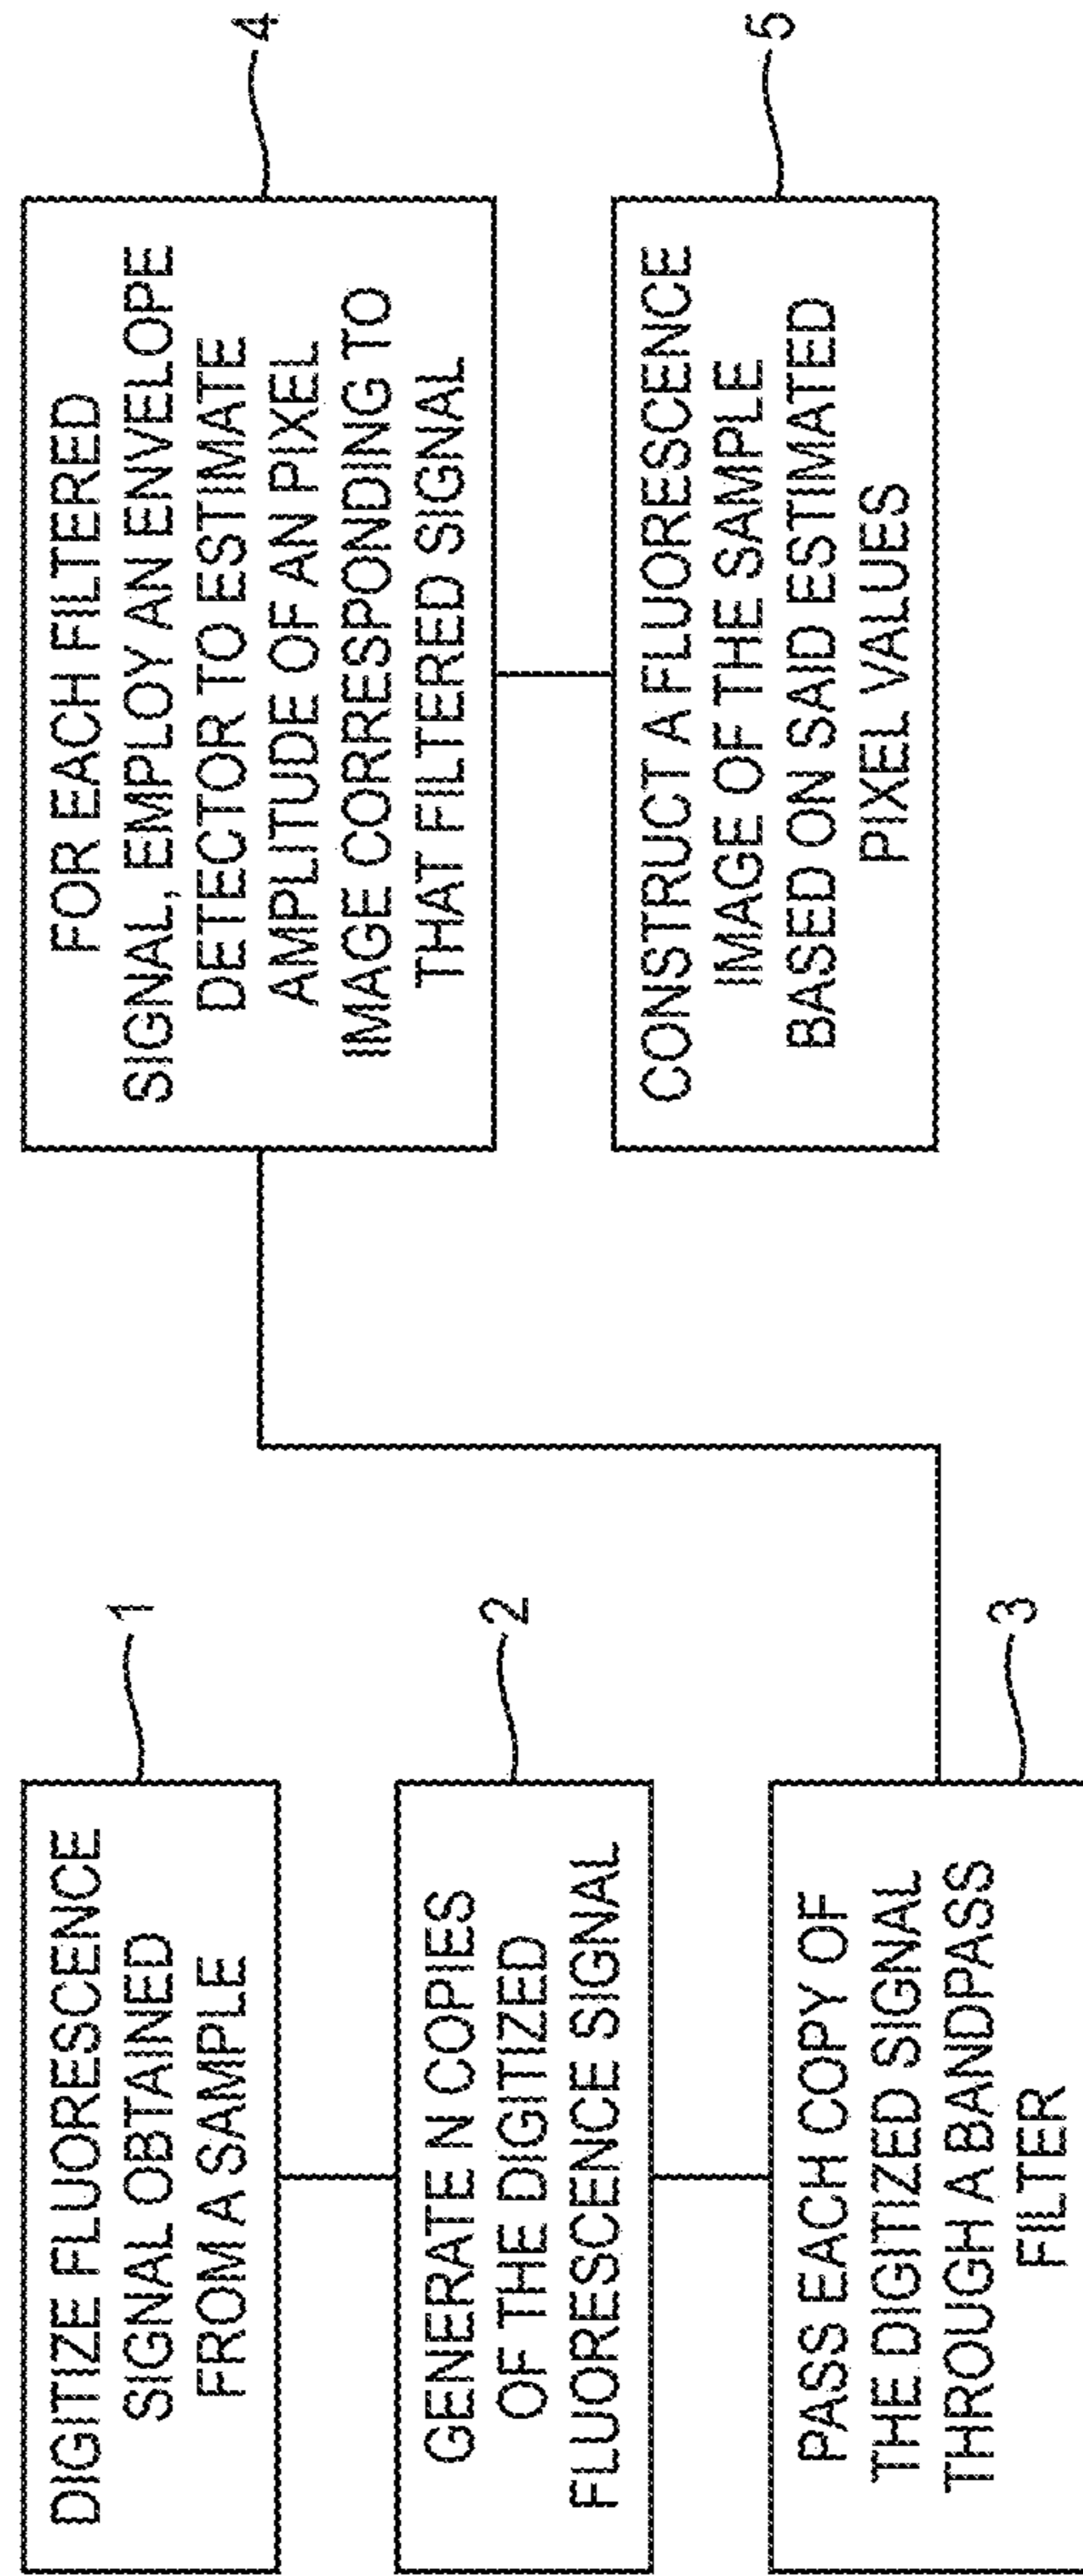 DIGITIZE FLUORESCENCE
SIGNAL OBTAINED
FROM A SAMPLE
1
GENERATE N COPIES
OF THE DIGITIZED
FLUORESCENCE SIGNAL
2
PASS EACH COPY OF
THE DIGITIZED SIGNAL
THROUGH A BANDPASS
FILTER
3
FOR EACH FILTERED
SIGNAL, EMPLOY AN ENVELOPE
DETECTOR TO ESTIMATE
AMPLITUDE OF AN PIXEL
IMAGE CORRESPONDING TO
THAT FILTERED SIGNAL
4
CONSTRUCT A FLUORESCENCE
IMAGE OF THE SAMPLE
BASED ON SAID ESTIMATED
PIXEL VALUES
5